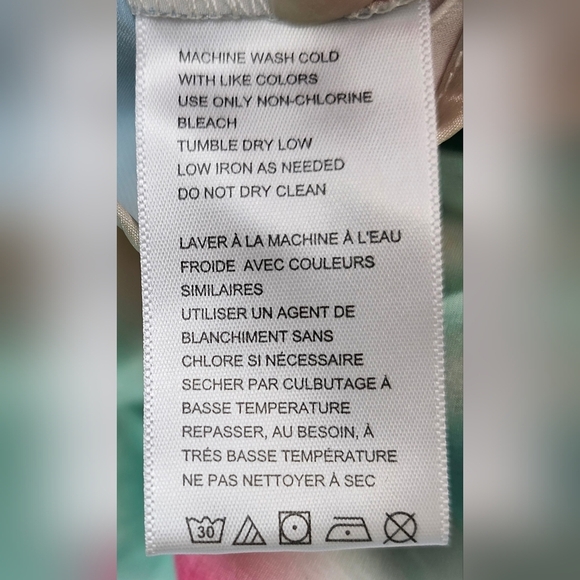 MACHINE WASH COLD
WITH LIKE COLORS
USE ONLY NON-CHLORINE
BLEACH
TUMBLE DRY LOW
LOW IRON AS NEEDED
DO NOT DRY CLEAN
LAVER À LA MACHINE À L'EAU
FROIDE AVEC COULEURS
SIMILAIRES
UTILISER UN AGENT DE
BLANCHIMENT SANS
CHLORE SI NÉCESSAIRE
SECHER PAR CULBUTAGE À
BASSE TEMPERATURE
REPASSER, AU BESOIN, À
TRÉS BASSE TEMPÉRATURE
NE PAS NETTOYER À SEC
30